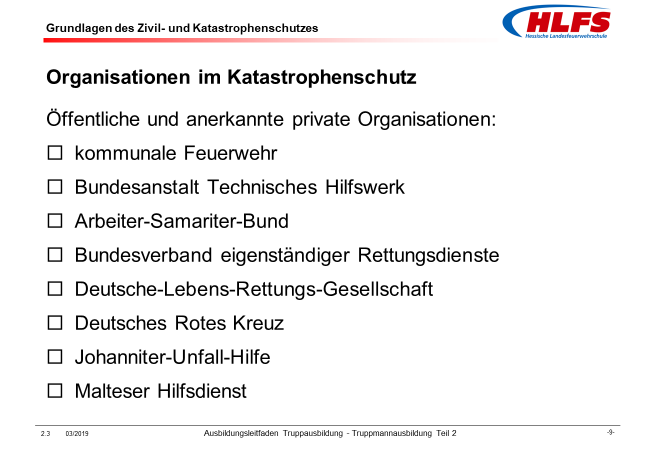 Grundlagen des Zivil- und Katastrophenschutzes
HLFS
Hessische Landesfeuerwehrschule
Organisationen im Katastrophenschutz
Öffentliche und anerkannte private Organisationen:
kommunale Feuerwehr
Bundesanstalt Technisches Hilfswerk
Arbeiter-Samariter-Bund
Bundesverband eigenständiger Rettungsdienste
Deutsche-Lebens-Rettungs-Gesellschaft
Deutsches Rotes Kreuz
Johanniter-Unfall-Hilfe
Malteser Hilfsdienst
2.3 03/2019 Ausbildungsleitfaden Truppausbildung - Truppmannausbildung Teil 2 -9-